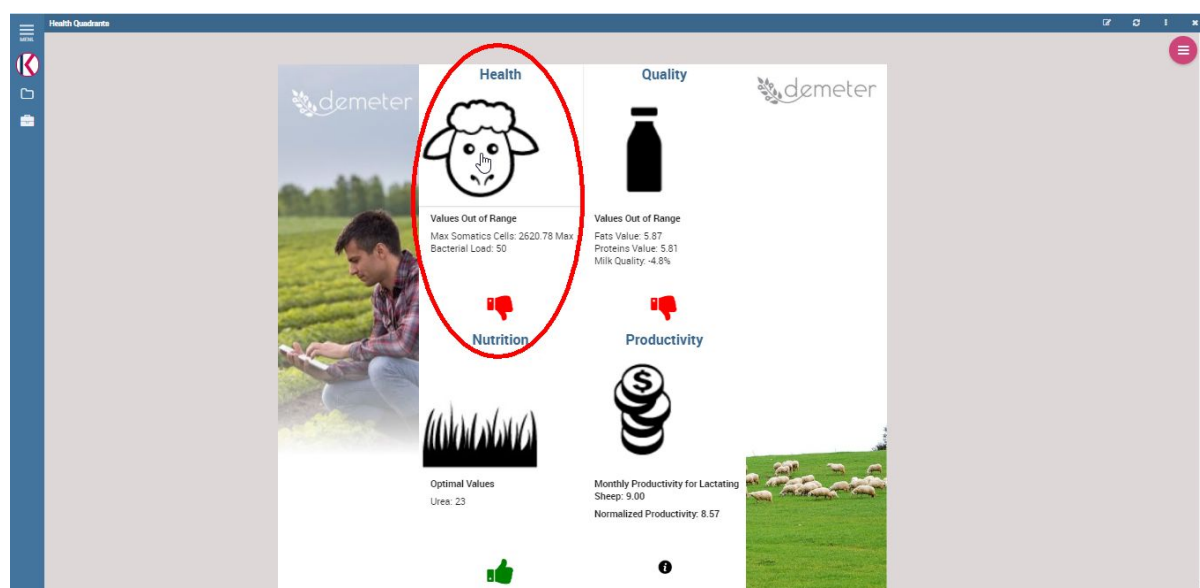 Health Quadrants
MENU
demeter
Health
Values Out of Range
Max Somatics Cells: 2620.78 Max
Bacterial Load: 50
Quality
Values Out of Range
Fats Value: 5.87
Proteins Value: 5.81
Milk Quality: -4.8%
demeter
Nutrition
Optimal Values
Urea: 23
Productivity
$
Monthly Productivity for Lactating
Sheep: 9.00
Normalized Productivity: 8.57